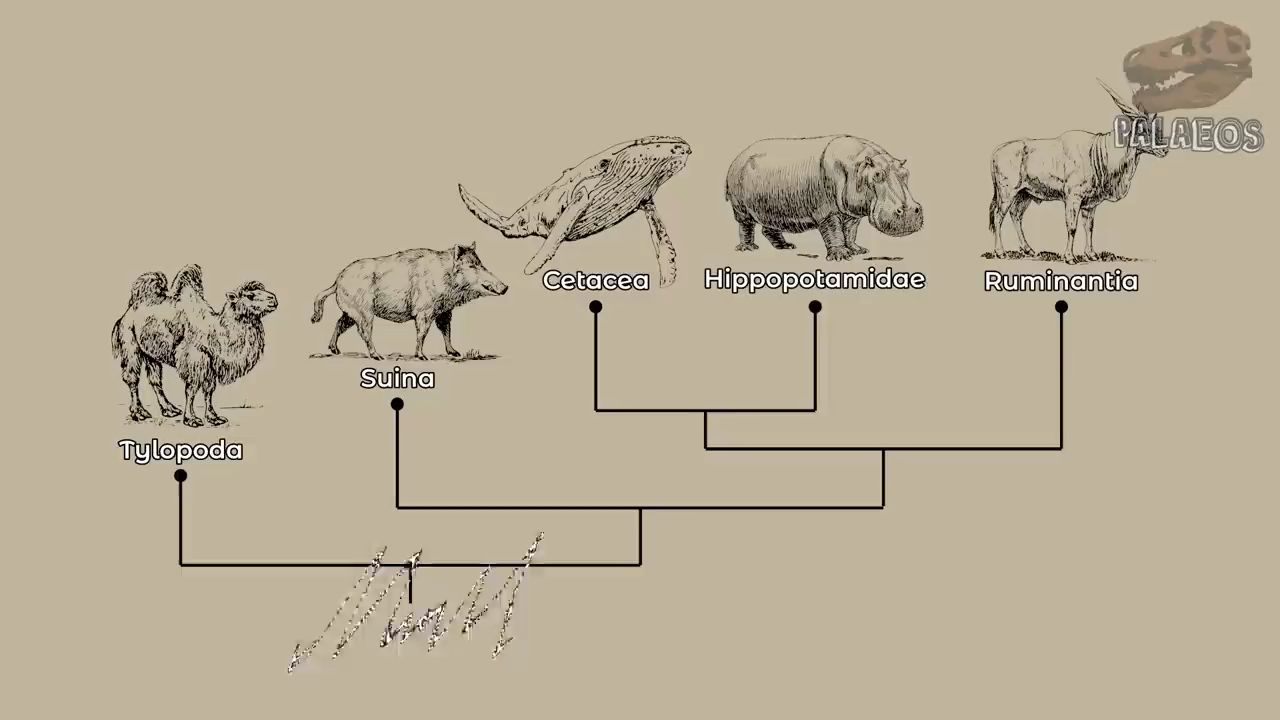 PALAEOS
Cetacea
Hippopotamidae
Ruminantia
Suina
Tylopoda